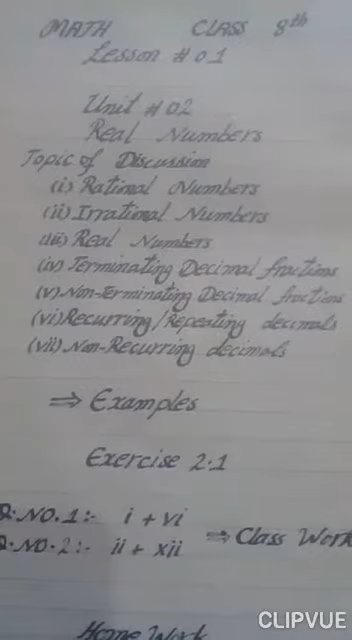 MATH CLASS 8th
Lesson # 01
Unit # 02
Real Numbers
Topic of Discussion
(i) Rational Numbers
(ii) Irrational Numbers
(iii) Real Numbers
(iv) Terminating Decimal fractions
(v) Non-Terminating Decimal fractions
(vi) Recurring/Repeating decimals
(vii) Non-Recurring decimals
⇒ Examples
Exercise 2.1
Q.NO.1:- i + vi
Q.NO.2:- ii + xii ⇒ Class Work
Home Work
CLIPVUE